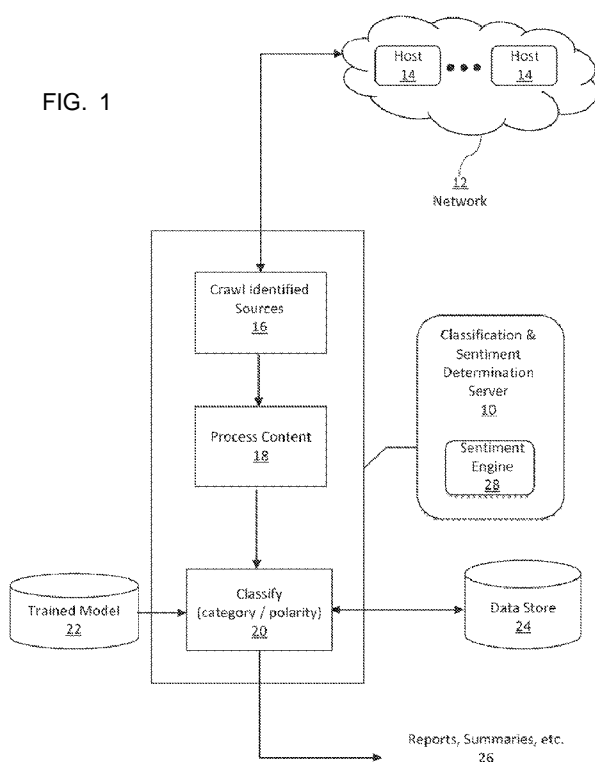 FIG. 1
Host
14
Host
14
12
Network
Crawl Identified
Sources
16
Process Content
18
Classify
(category / polarity)
20
Classification &
Sentiment
Determination
Server
10
Sentiment
Engine
28
Trained Model
22
Data Store
24
Reports, Summaries, etc.
26